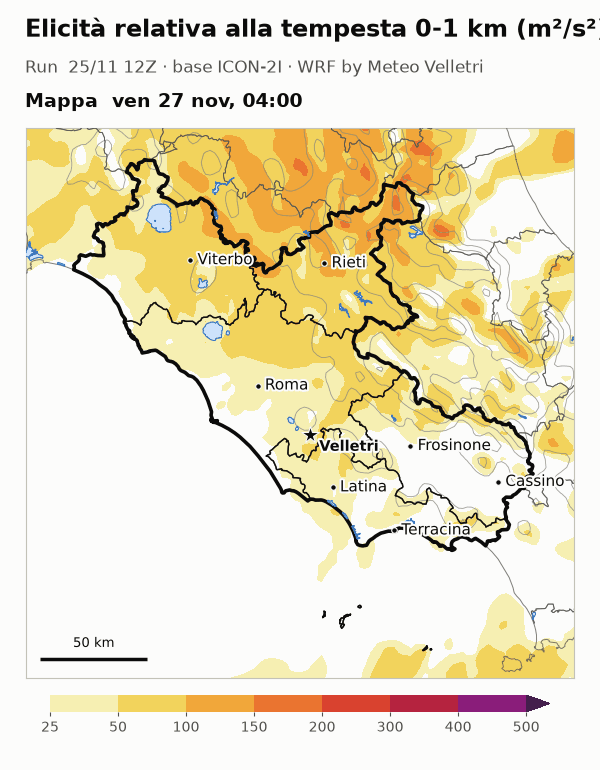 Elicità relativa alla tempesta 0-1 km (m²/s²)
Run 25/11 12Z · base ICON-2I · WRF by Meteo Velletri
Mappa ven 27 nov, 04:00
Viterbo
Rieti
Roma
Velletri
Frosinone
Latina
Cassino
Terracina
50 km
25 50 100 150 200 300 400 500